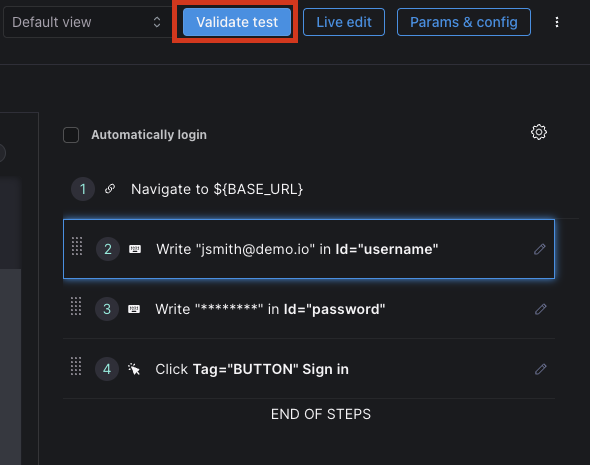 Default view Validate test Live edit Params & config
Automatically login
1 Navigate to ${BASE_URL}
2 Write "jsmith@demo.io" in Id="username"
3 Write "********" in Id="password"
4 Click Tag="BUTTON" Sign in
END OF STEPS